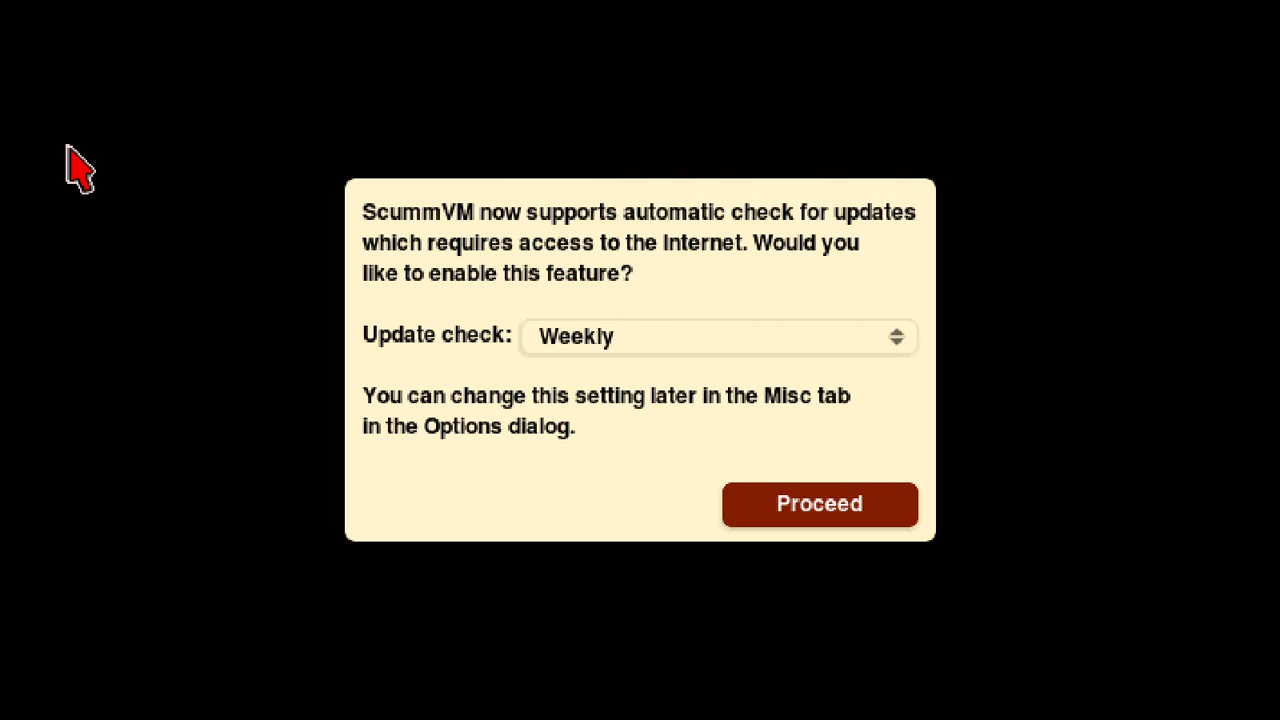 ScummVM now supports automatic check for updates
which requires access to the Internet. Would you
like to enable this feature?
Update check: Weekly
You can change this setting later in the Misc tab
in the Options dialog.
Proceed